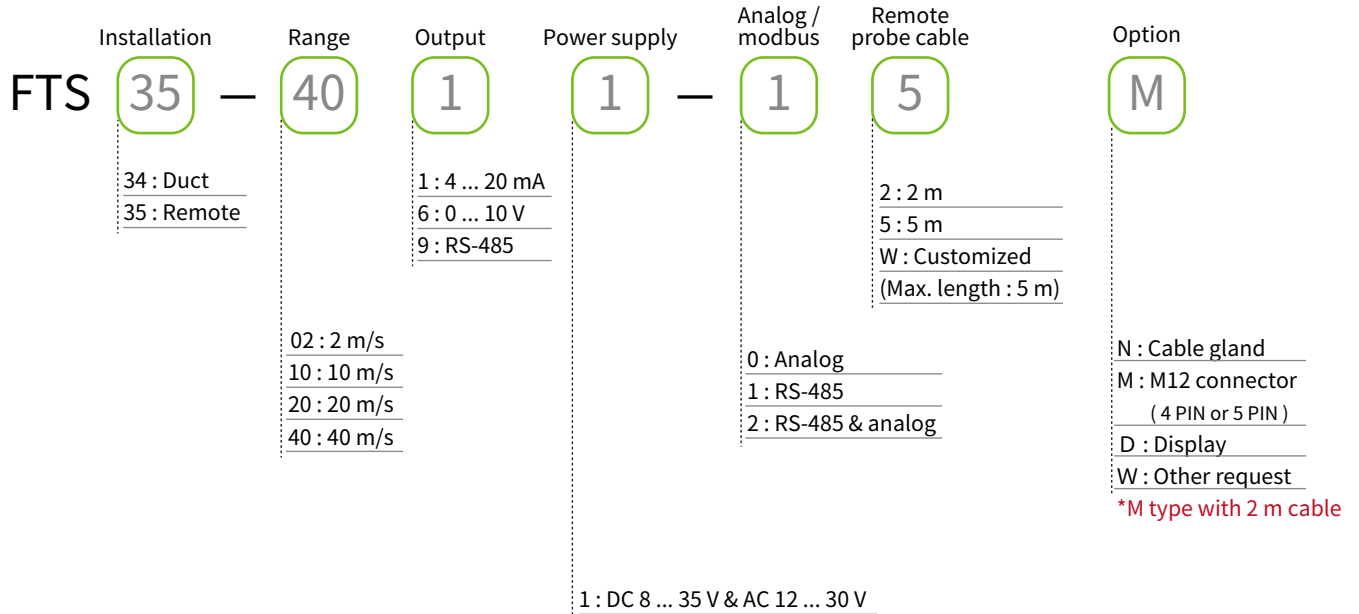 Installation
Range
Output
Power supply
Analog /
modbus
Remote
probe cable
Option
FTS 35 — 40 1 1 — 1 5 M
34 : Duct
35 : Remote
02 : 2 m/s
10 : 10 m/s
20 : 20 m/s
40 : 40 m/s
1 : 4 ... 20 mA
6 : 0 ... 10 V
9 : RS-485
1 : DC 8 ... 35 V & AC 12 ... 30 V
0 : Analog
1 : RS-485
2 : RS-485 & analog
2 : 2 m
5 : 5 m
W : Customized
(Max. length : 5 m)
N : Cable gland
M : M12 connector
( 4 PIN or 5 PIN )
D : Display
W : Other request
*M type with 2 m cable